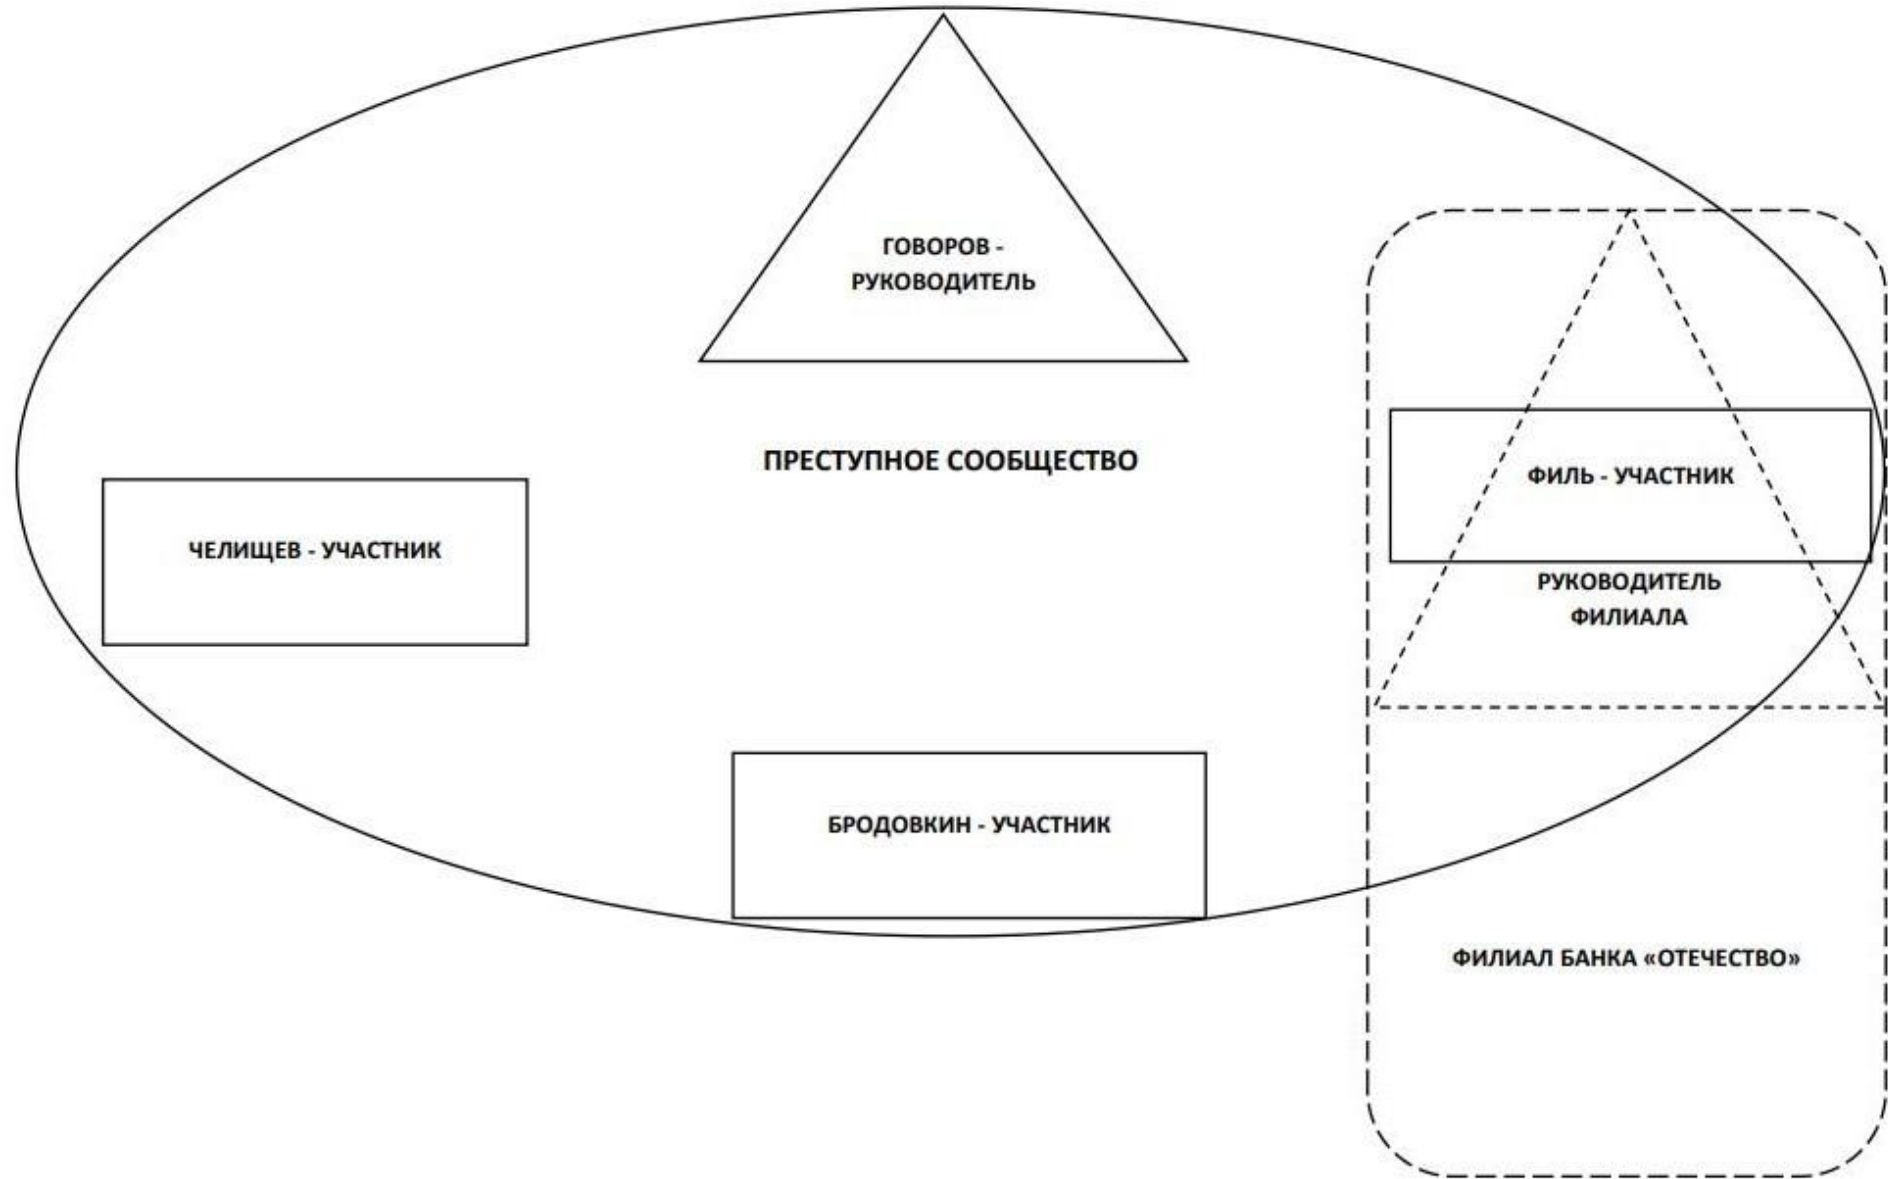 ГОВОРОВ -
РУКОВОДИТЕЛЬ
ПРЕСТУПНОЕ СООБЩЕСТВО
ФИЛЬ - УЧАСТНИК
ЧЕЛИЩЕВ - УЧАСТНИК
РУКОВОДИТЕЛЬ
ФИЛИАЛА
БРОДОВКИН - УЧАСТНИК
ФИЛИАЛ БАНКА «ОТЕЧЕСТВО»